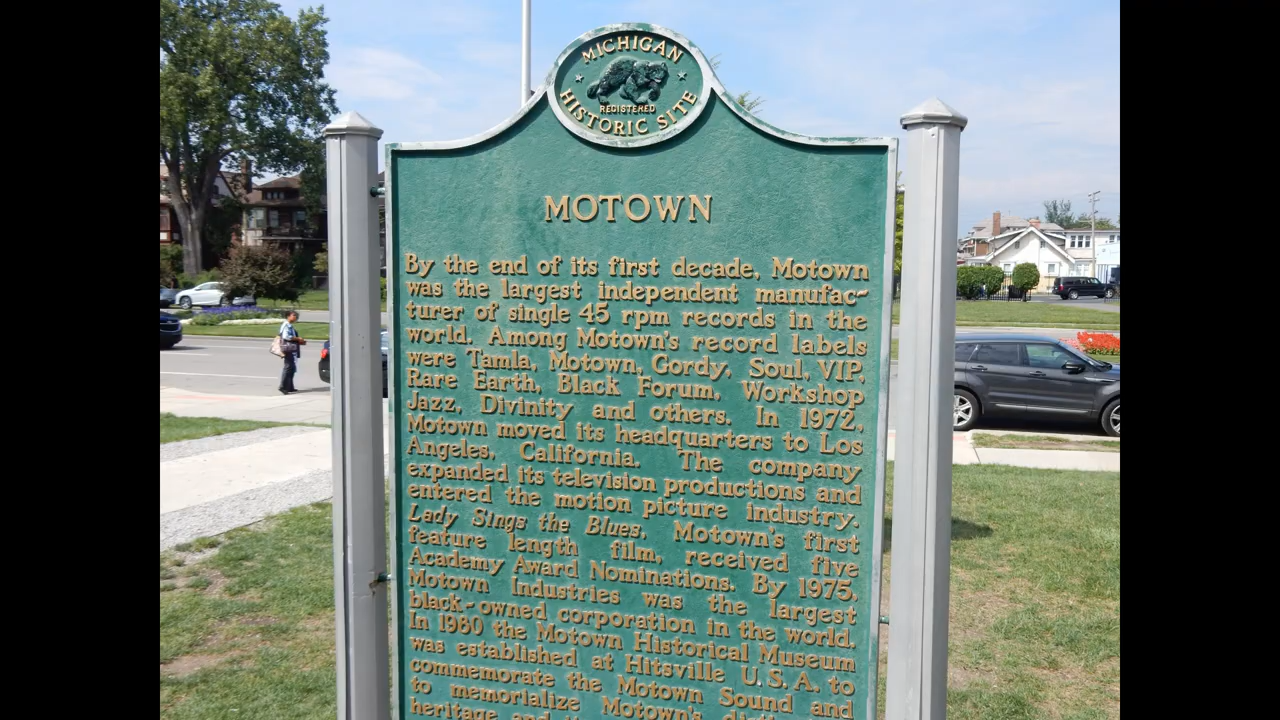 MICHIGAN
REGISTERED
HISTORIC SITE
MOTOWN
By the end of its first decade, Motown
was the largest independent manufac-
turer of single 45 rpm records in the
world. Among Motown's record labels
were Tamla, Motown, Gordy, Soul, VIP,
Rare Earth, Black Forum, Workshop
Jazz, Divinity and others. In 1972,
Motown moved its headquarters to Los
Angeles, California. The company
expanded its television productions and
entered the motion picture industry.
Lady Sings the Blues, Motown's first
feature length film, received five
Academy Award Nominations. By 1975,
Motown Industries was the largest
black-owned corporation in the world.
In 1980 the Motown Historical Museum
was established at Hitsville U.S.A. to
commemorate the Motown Sound and
to memorialize Motown's
heritage and